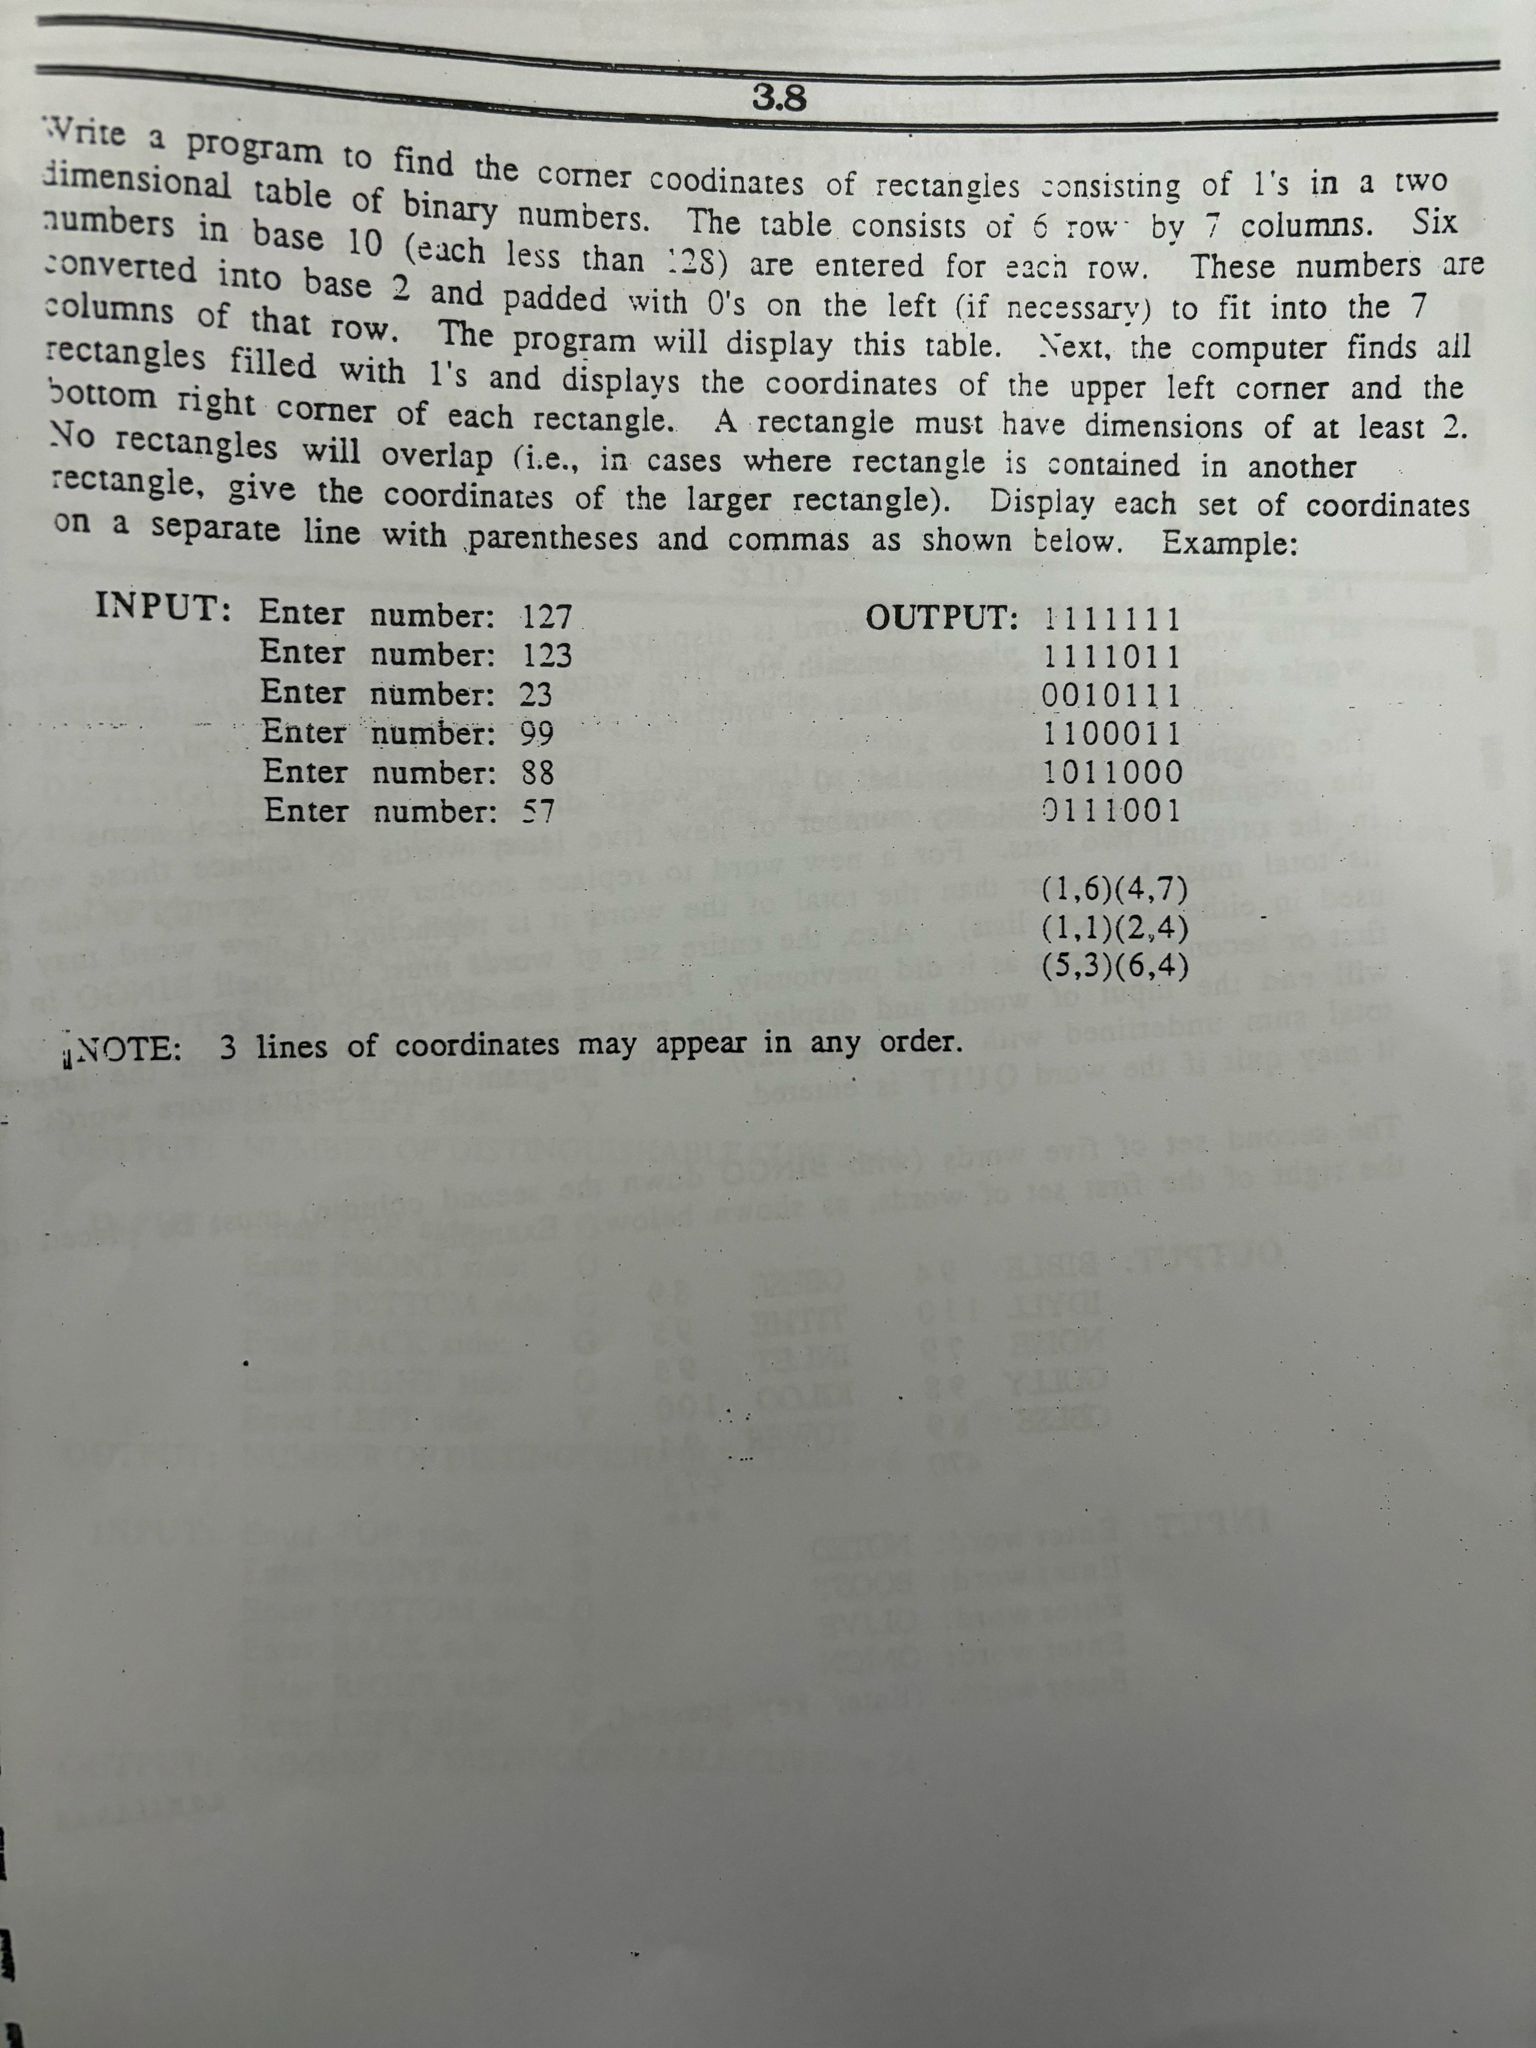 3.8
Write a program to find the corner coodinates of rectangles consisting of 1's in a two
dimensional table of binary numbers. The table consists of 6 row by 7 columns. Six
numbers in base 10 (each less than 128) are entered for each row. These numbers are
converted into base 2 and padded with 0's on the left (if necessary) to fit into the 7
columns of that row. The program will display this table. Next, the computer finds all
rectangles filled with 1's and displays the coordinates of the upper left corner and the
bottom right corner of each rectangle. A rectangle must have dimensions of at least 2.
No rectangles will overlap (i.e., in cases where rectangle is contained in another
rectangle, give the coordinates of the larger rectangle). Display each set of coordinates
on a separate line with parentheses and commas as shown below. Example:
INPUT: Enter number: 127 OUTPUT: 1111111
Enter number: 123 1111011
Enter number: 23 0010111
Enter number: 99 1100011
Enter number: 88 1011000
Enter number: 57 0111001
(1,6)(4,7)
(1,1)(2,4)
(5,3)(6,4)
NOTE: 3 lines of coordinates may appear in any order.